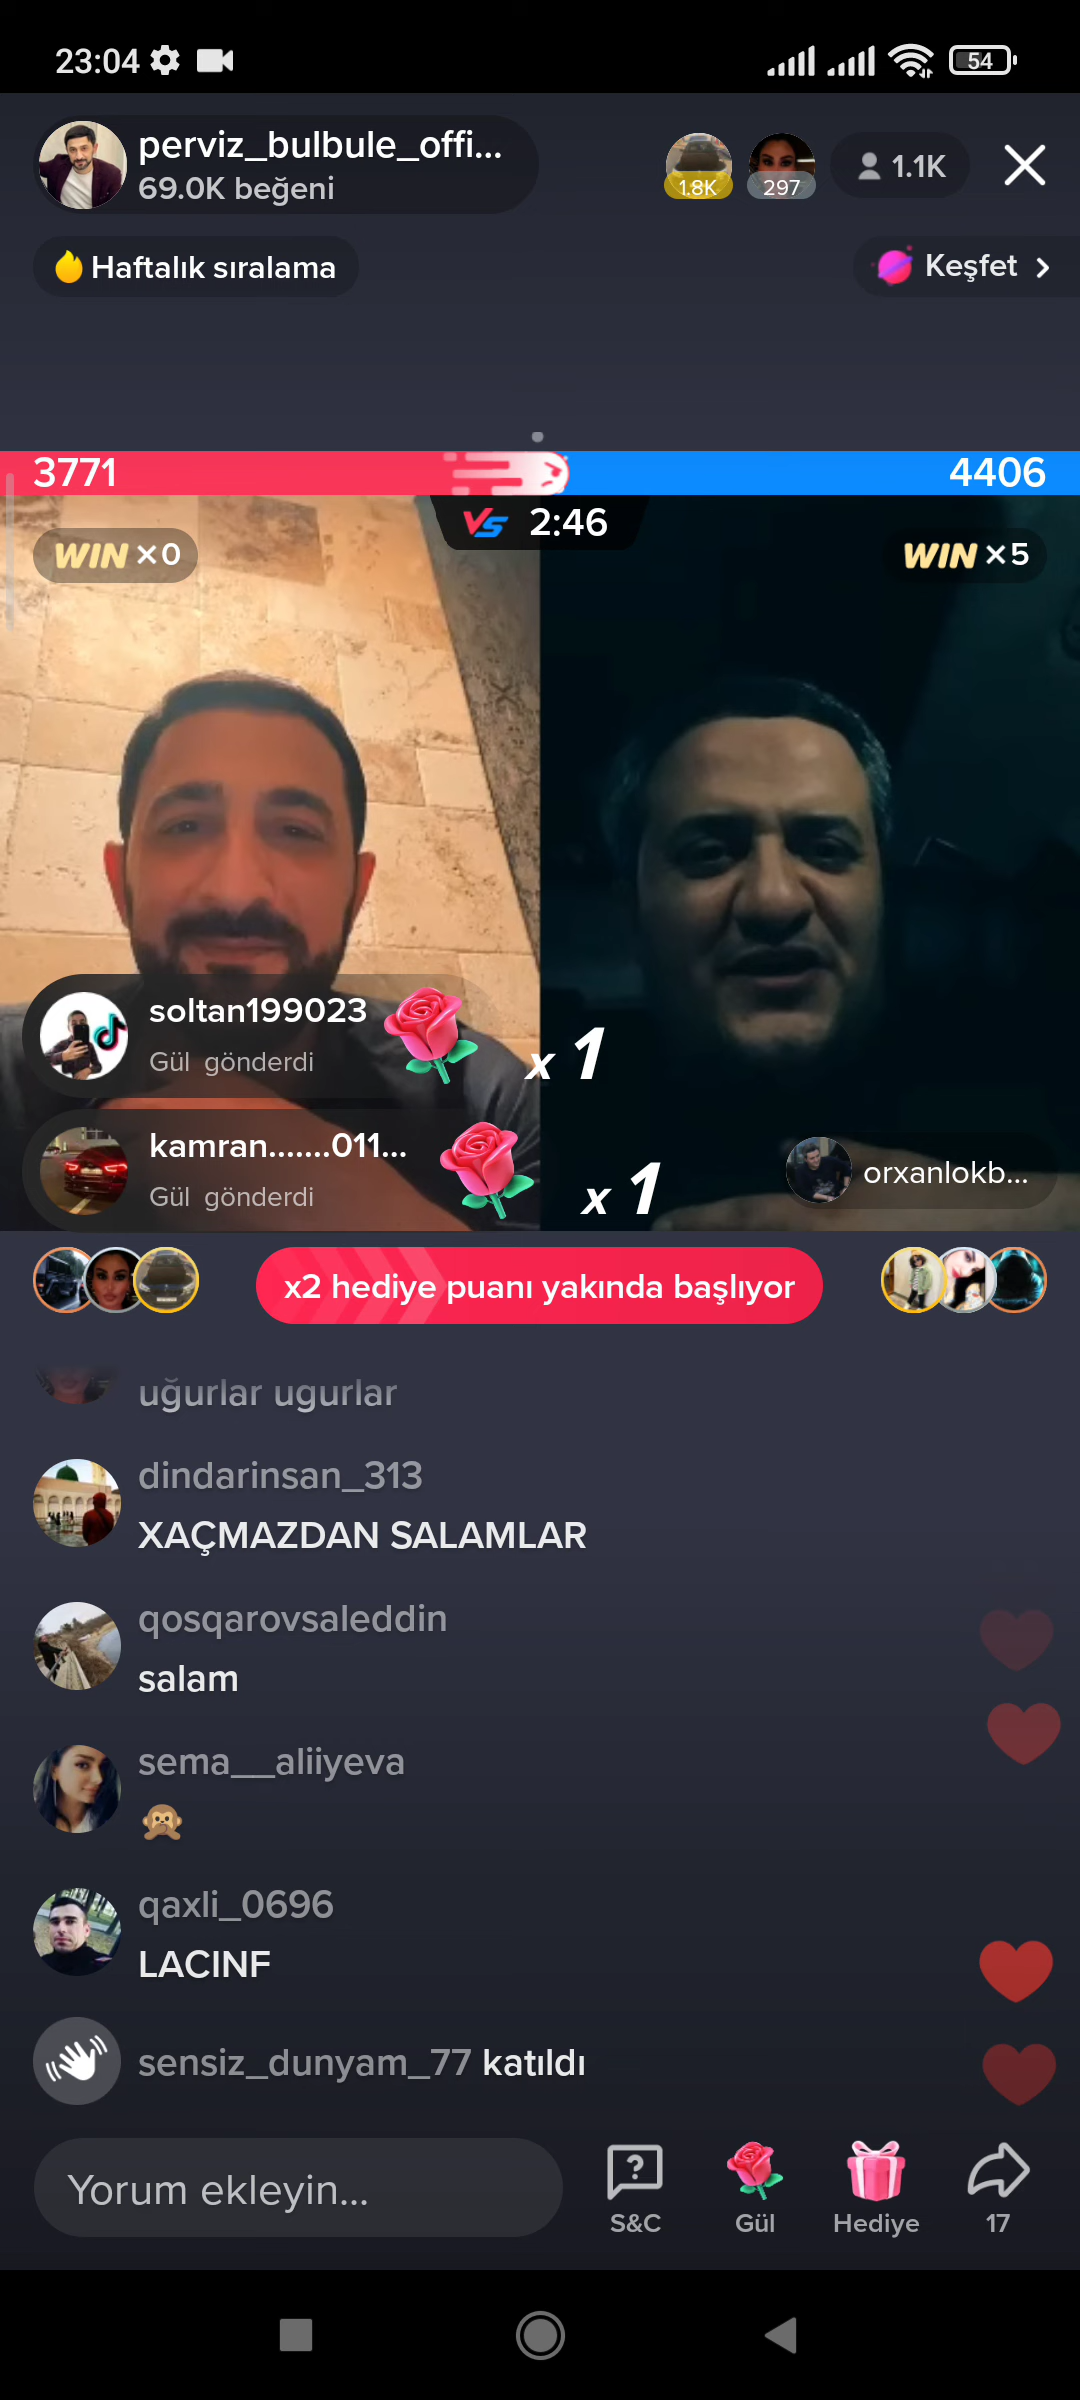 23:04
54
perviz_bulbule_offi...
69.0K beğeni
1.8K
297
1.1K
Haftalık sıralama
Keşfet
3771
4406
VS 2:46
WIN ×0
WIN ×5
soltan199023
Gül gönderdi
x 1
kamran.......011...
Gül gönderdi
x 1
orxanlokb...
x2 hediye puanı yakında başlıyor
uğurlar ugurlar
dindarinsan_313
XAÇMAZDAN SALAMLAR
qosqarovsaleddin
salam
sema__aliiyeva
qaxli_0696
LACINF
sensiz_dunyam_77 katıldı
Yorum ekleyin...
S&C
Gül
Hediye
17